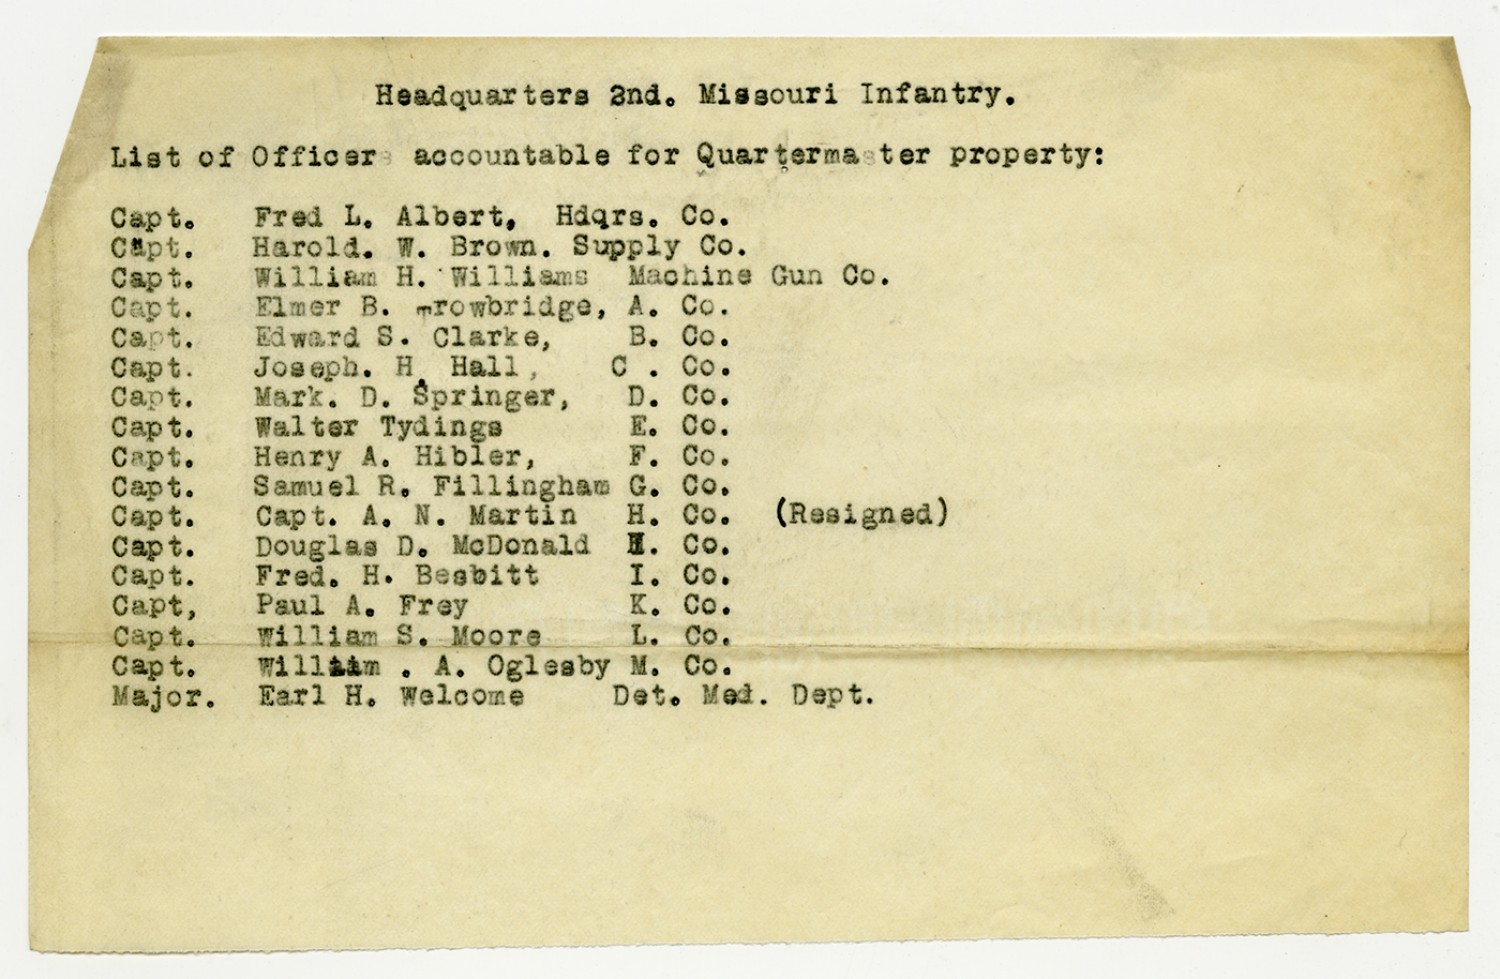 Headquarters 2nd. Missouri Infantry.
List of Officers accountable for Quartermaster property:
Capt. Fred L. Albert, Hdqrs. Co.
Capt. Harold. W. Brown. Supply Co.
Capt. William H. Williams Machine Gun Co.
Capt. Elmer B. Trowbridge, A. Co.
Capt. Edward S. Clarke, B. Co.
Capt. Joseph. H. Hall, C . Co.
Capt. Mark. D. Springer, D. Co.
Capt. Walter Tydings E. Co.
Capt. Henry A. Hibler, F. Co.
Capt. Samuel R. Fillingham G. Co.
Capt. Capt. A. N. Martin H. Co. (Resigned)
Capt. Douglas D. McDonald H. Co.
Capt. Fred. H. Besbitt I. Co.
Capt, Paul A. Frey K. Co.
Capt. William S. Moore L. Co.
Capt. William . A. Oglesby M. Co.
Major. Earl H. Welcome Det. Med. Dept.